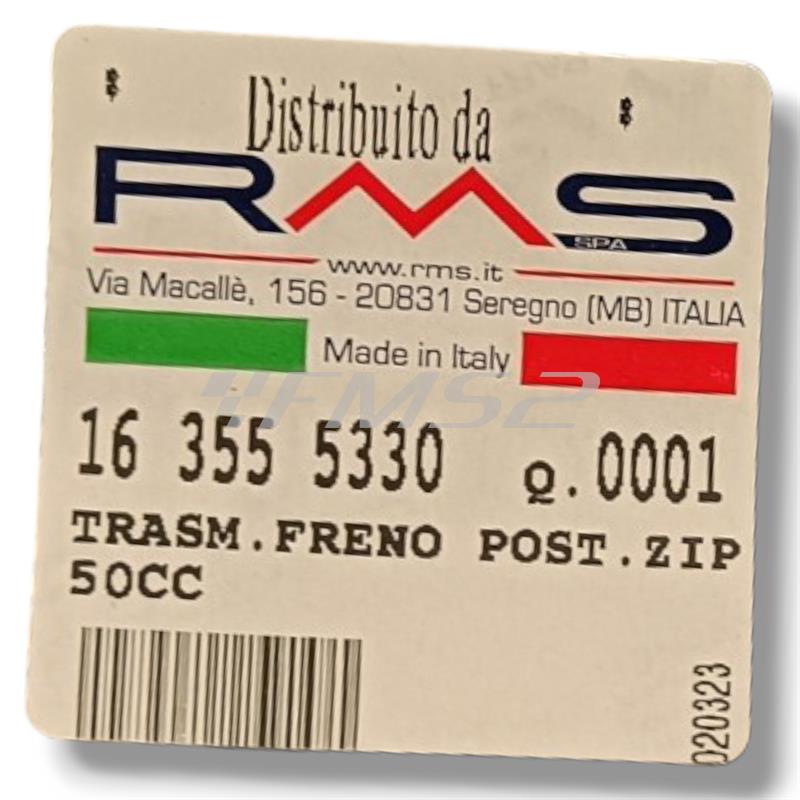 Distribuito da
RMS
SPA
www.rms.it
Via Macallè, 156 - 20831 Seregno (MB) ITALIA
Made in Italy
FMS2
16 355 5330 Q.0001
TRASM.FRENO POST.ZIP
50CC
020323